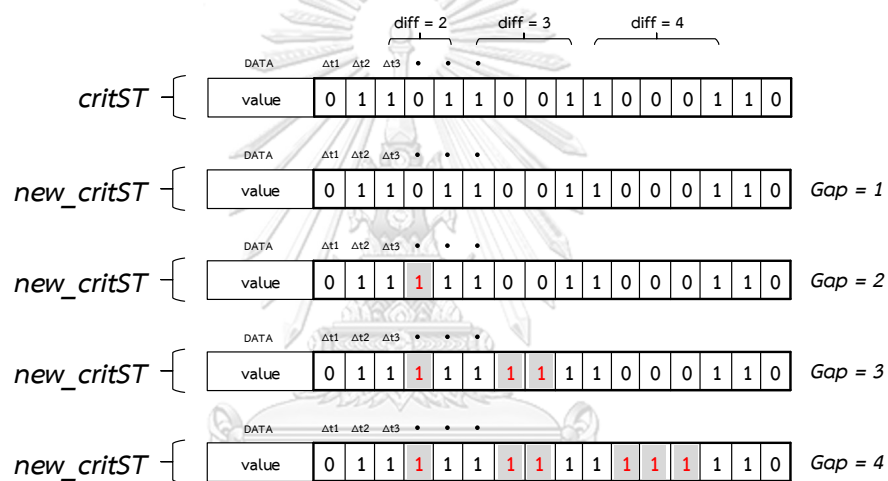 diff = 2 diff = 3 diff = 4
DATA Δt1 Δt2 Δt3 • • •
critST value 0 1 1 0 1 1 0 0 1 1 0 0 0 1 1 0
DATA Δt1 Δt2 Δt3 • • •
new_critST value 0 1 1 0 1 1 0 0 1 1 0 0 0 1 1 0 Gap = 1
DATA Δt1 Δt2 Δt3 • • •
new_critST value 0 1 1 1 1 1 0 0 1 1 0 0 0 1 1 0 Gap = 2
DATA Δt1 Δt2 Δt3 • • •
new_critST value 0 1 1 1 1 1 1 1 1 1 0 0 0 1 1 0 Gap = 3
DATA Δt1 Δt2 Δt3 • • •
new_critST value 0 1 1 1 1 1 1 1 1 1 1 1 1 1 1 0 Gap = 4